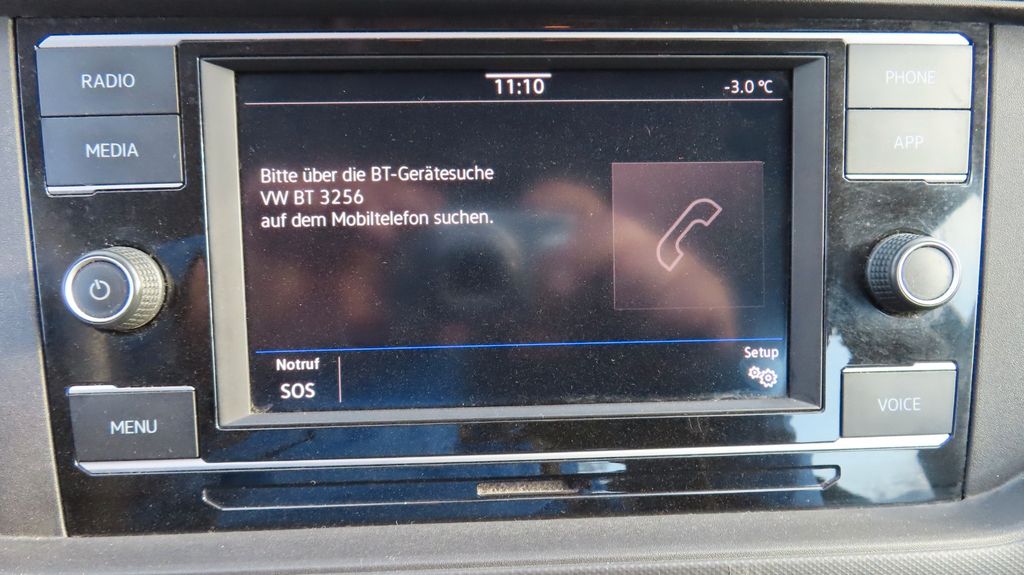 RADIO
MEDIA
MENU
11:10
-3.0 °C
Bitte über die BT-Gerätesuche
VW BT 3256
auf dem Mobiltelefon suchen.
Notruf
SOS
Setup
PHONE
APP
VOICE